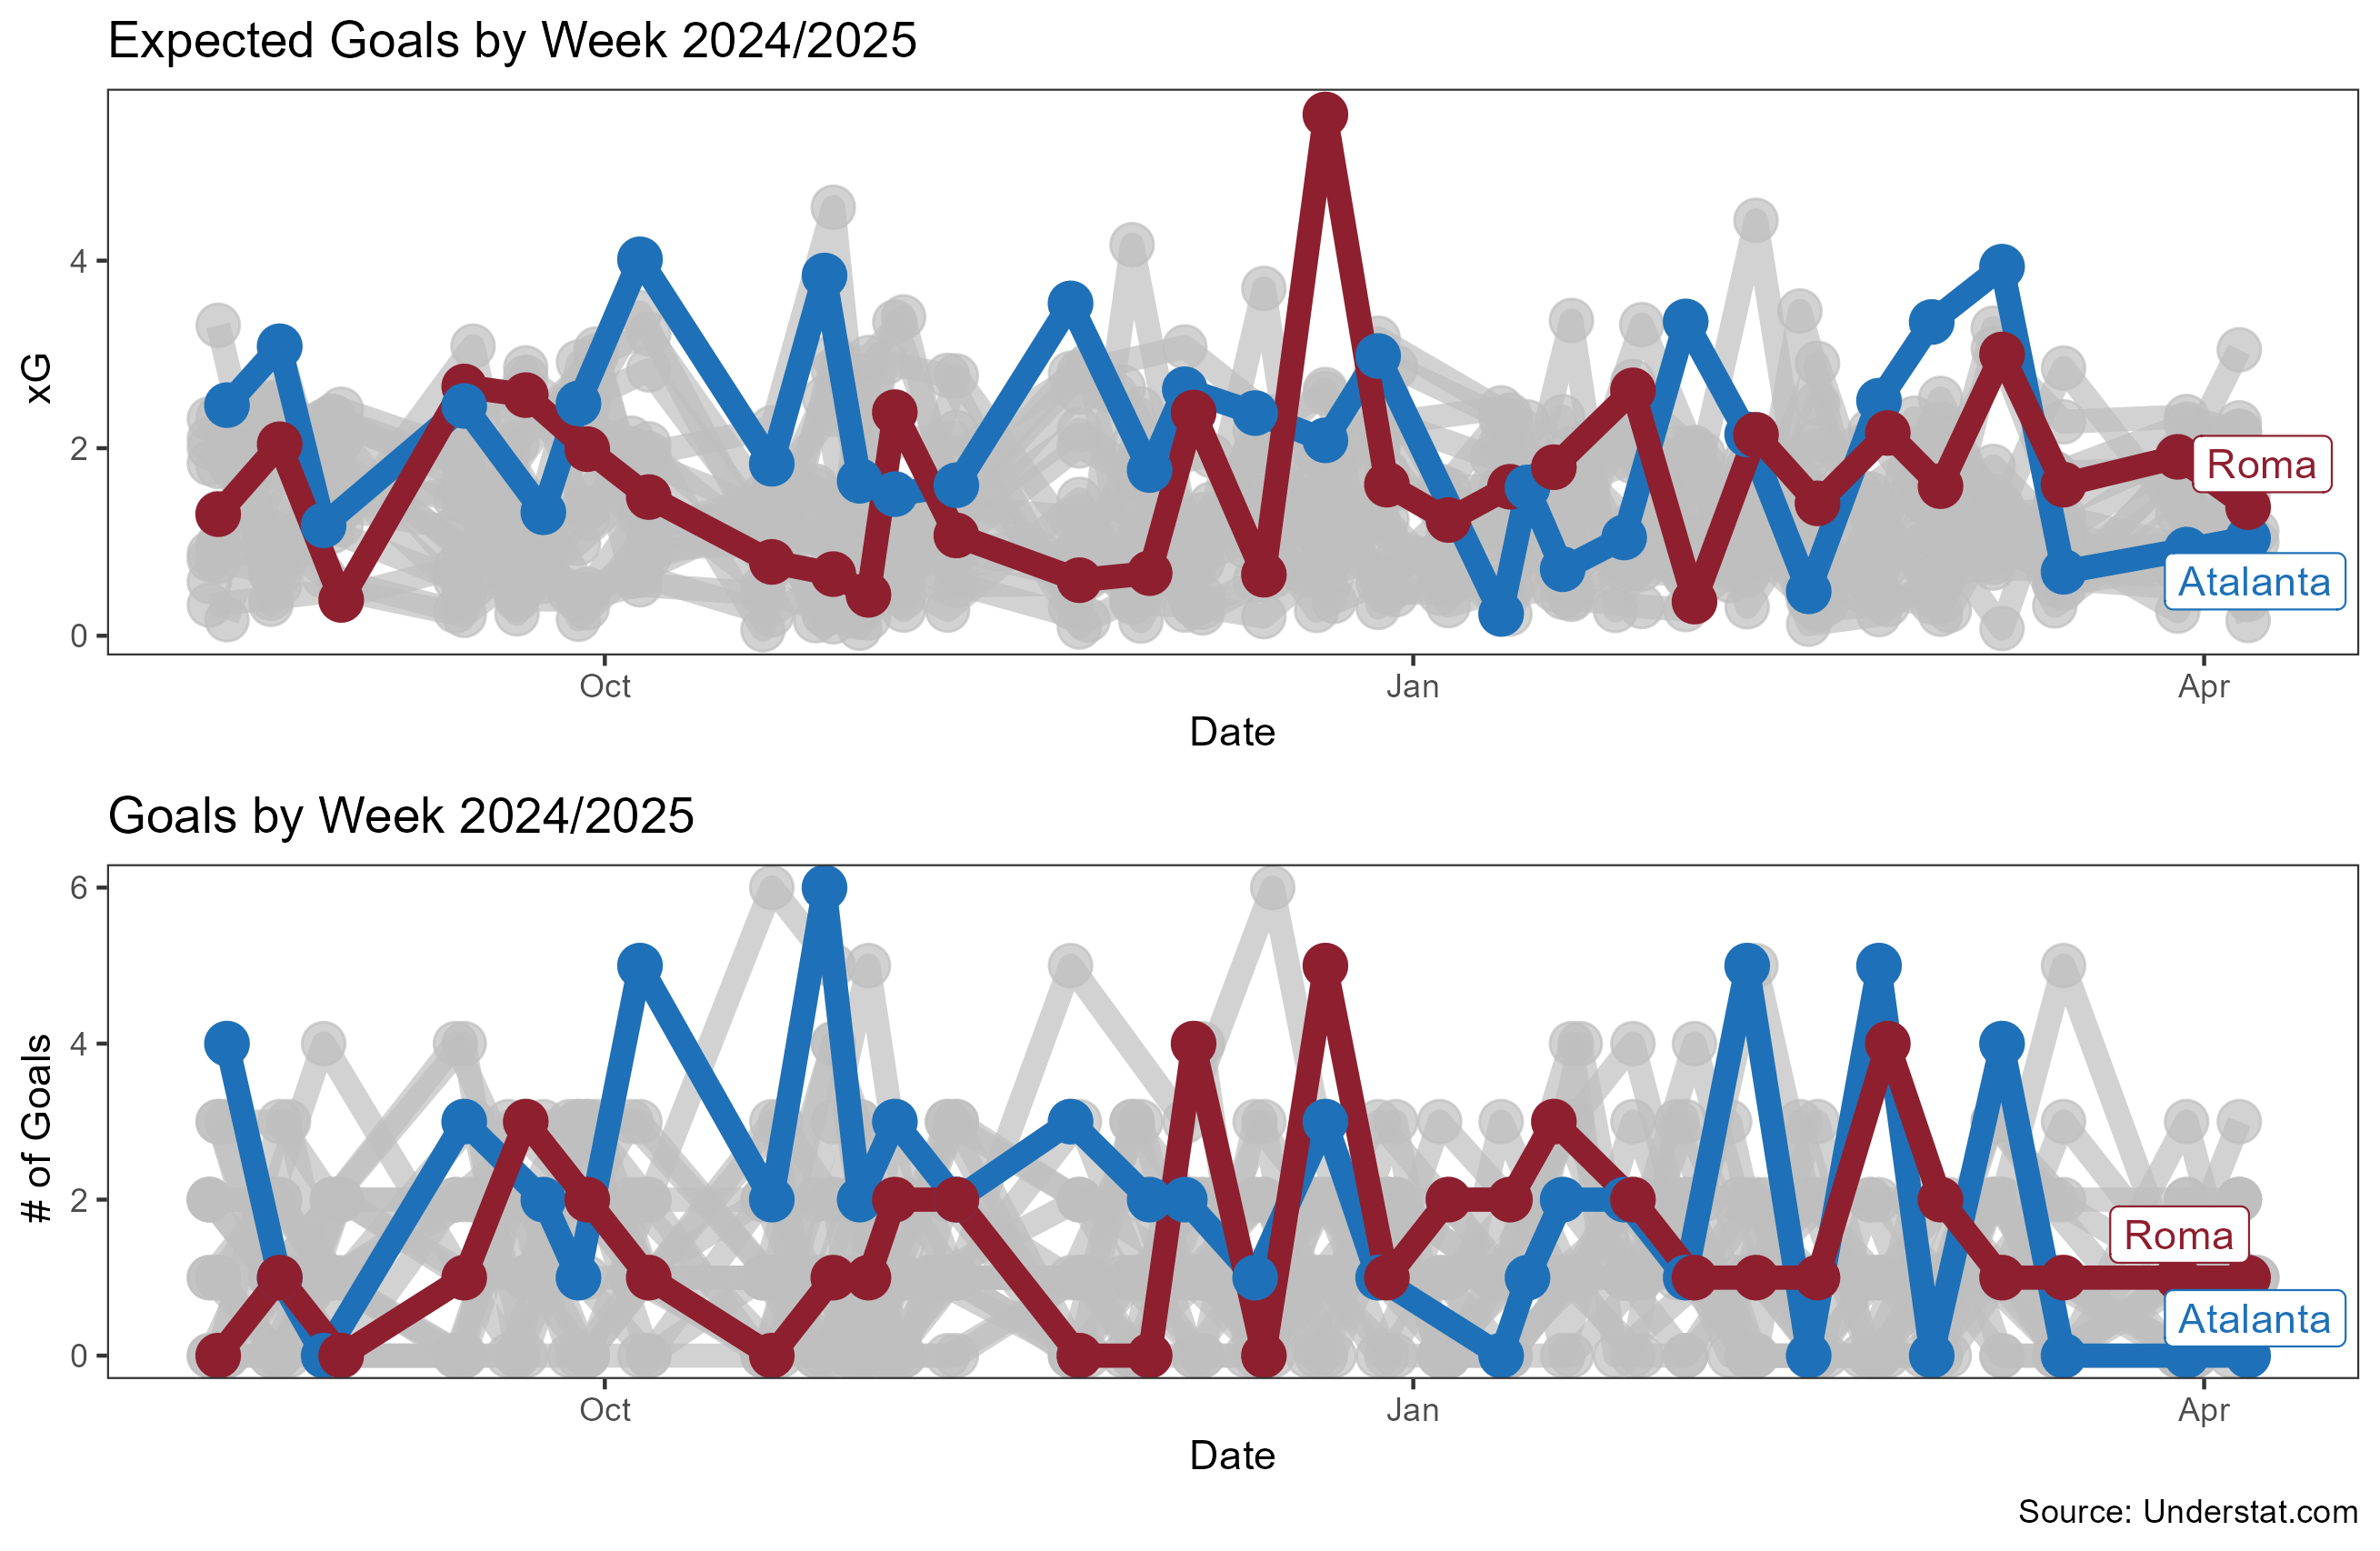 Expected Goals by Week 2024/2025
xG
4
2
0
Roma
Atalanta
Oct
Jan
Apr
Date
Goals by Week 2024/2025
# of Goals
6
4
2
0
Roma
Atalanta
Oct
Jan
Apr
Date
Source: Understat.com